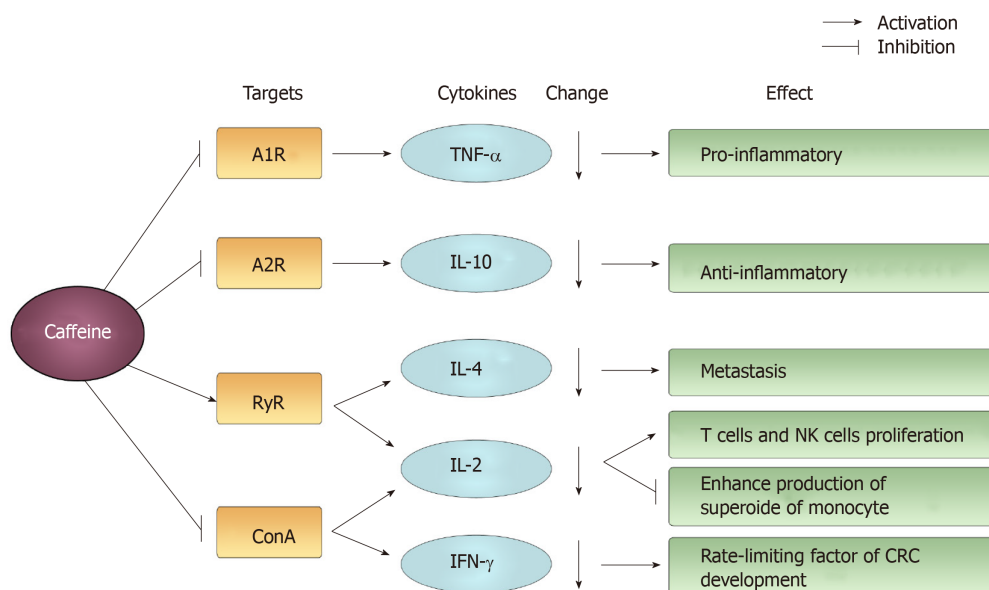 Activation
Inhibition
Targets
Cytokines
Change
Effect
A1R
TNF-α
Pro-inflammatory
A2R
IL-10
Anti-inflammatory
Caffeine
IL-4
Metastasis
RyR
T cells and NK cells proliferation
IL-2
Enhance production of
superoide of monocyte
ConA
IFN-γ
Rate-limiting factor of CRC
development